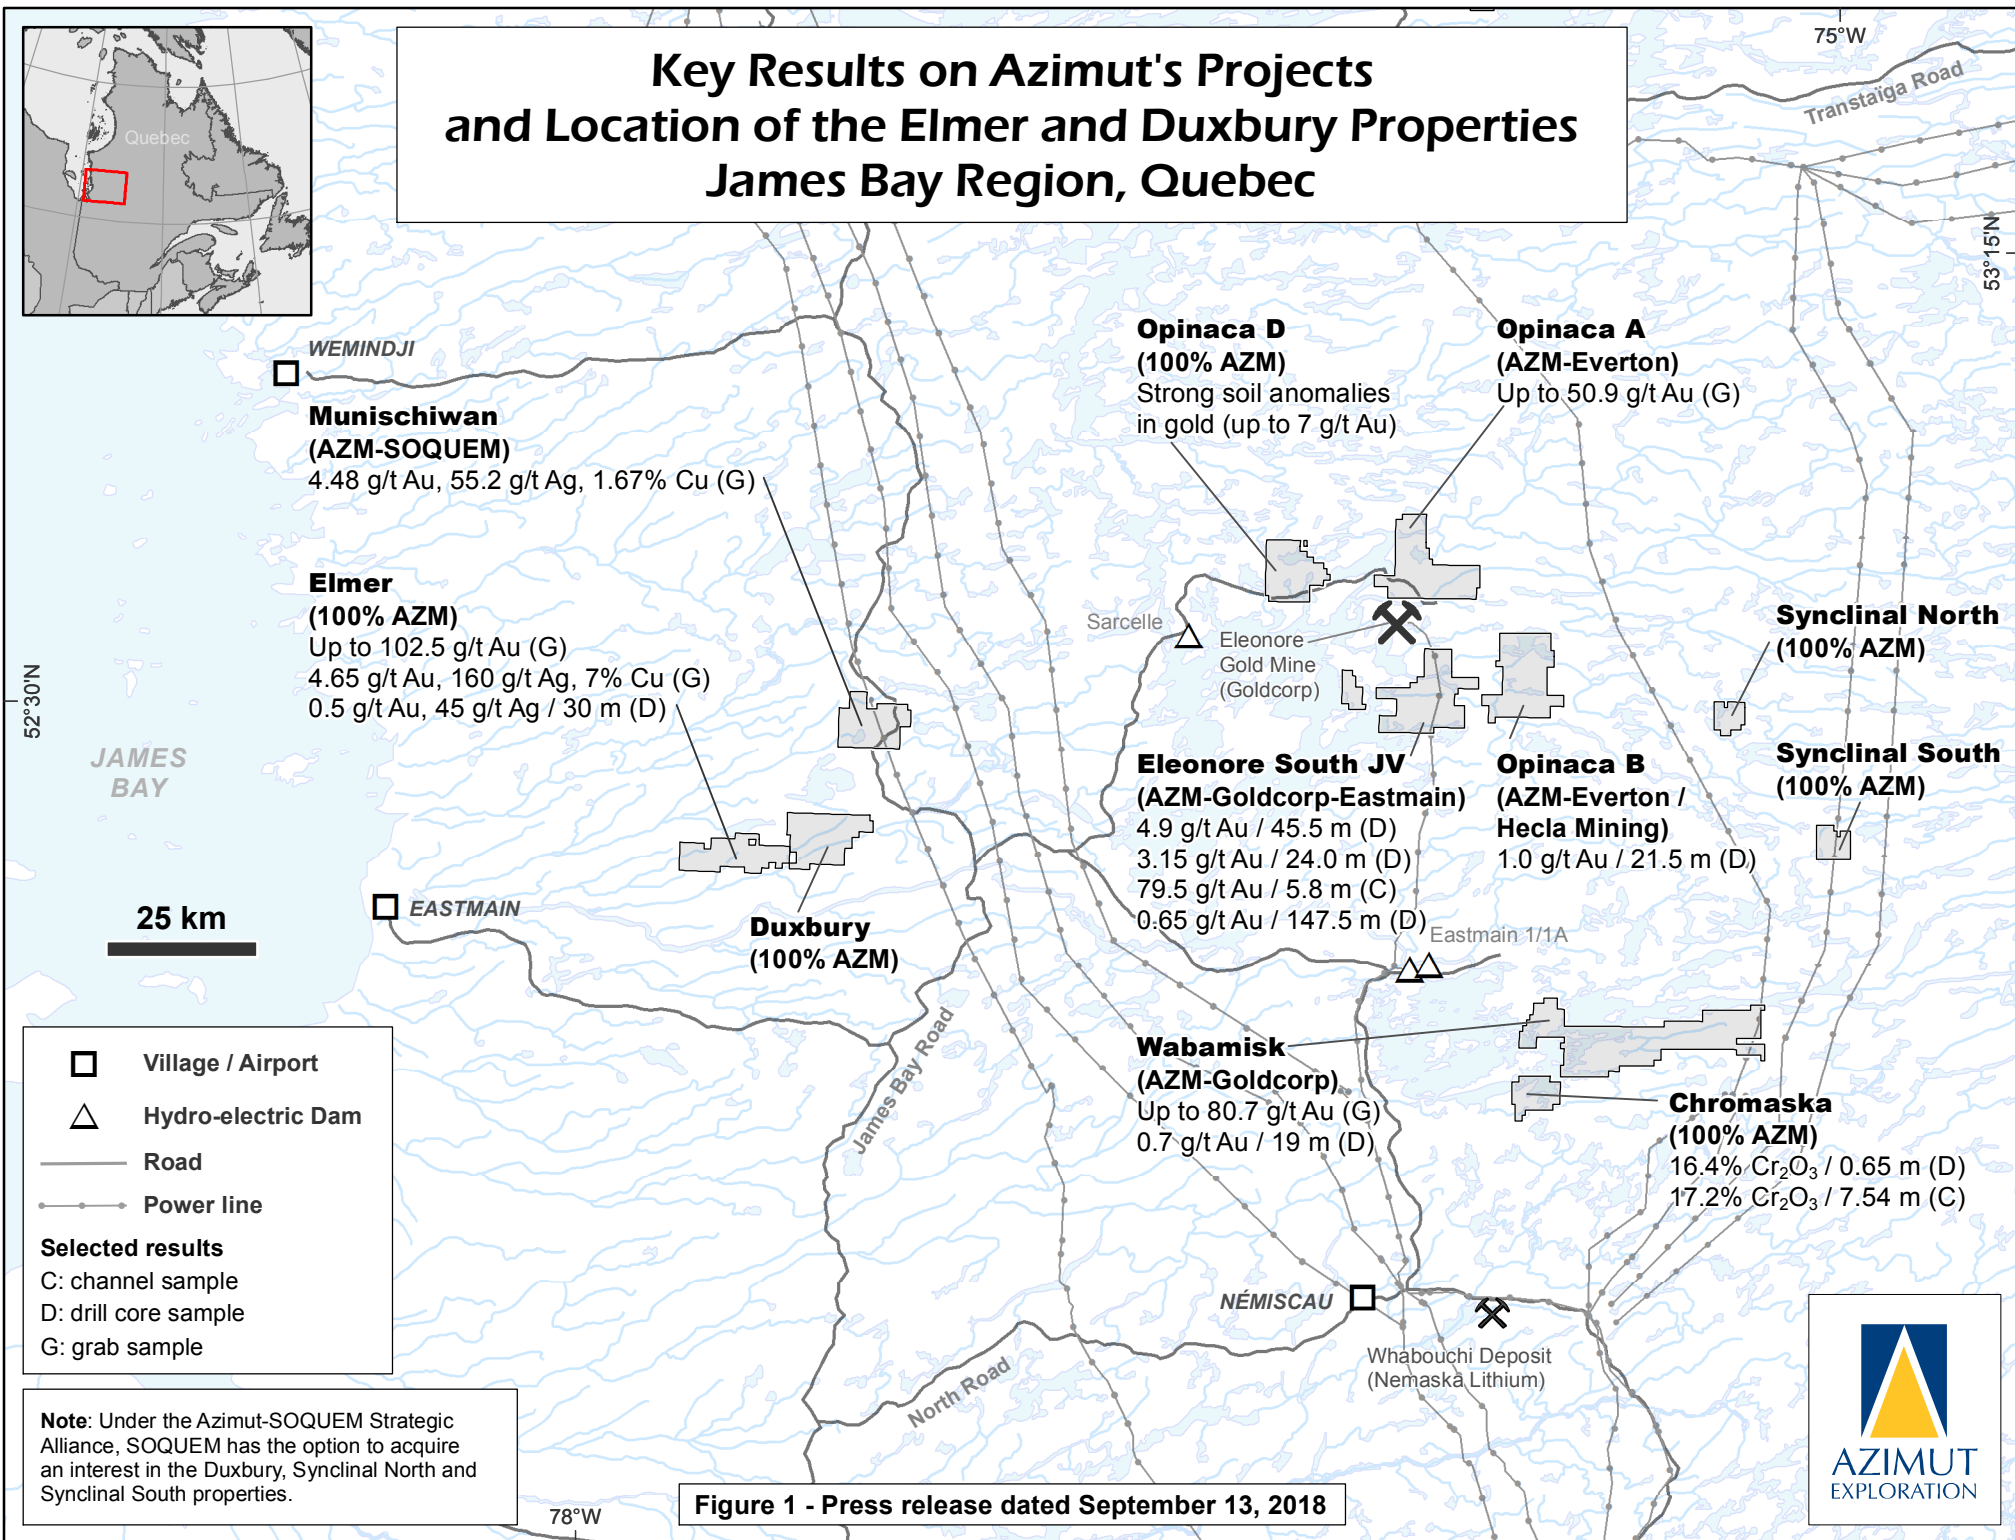 Key Results on Azimut's Projects
and Location of the Elmer and Duxbury Properties
James Bay Region, Quebec
Quebec
75°W
Transtaïga Road
53°15'N
WEMINDJI
Munischiwan
(AZM-SOQUEM)
4.48 g/t Au, 55.2 g/t Ag, 1.67% Cu (G)
Opinaca D
(100% AZM)
Strong soil anomalies
in gold (up to 7 g/t Au)
Opinaca A
(AZM-Everton)
Up to 50.9 g/t Au (G)
Elmer
(100% AZM)
Up to 102.5 g/t Au (G)
4.65 g/t Au, 160 g/t Ag, 7% Cu (G)
0.5 g/t Au, 45 g/t Ag / 30 m (D)
Sarcelle
Eleonore
Gold Mine
(Goldcorp)
Synclinal North
(100% AZM)
52°30'N
JAMES
BAY
Eleonore South JV
(AZM-Goldcorp-Eastmain)
4.9 g/t Au / 45.5 m (D)
3.15 g/t Au / 24.0 m (D)
79.5 g/t Au / 5.8 m (C)
0.65 g/t Au / 147.5 m (D)
Opinaca B
(AZM-Everton /
Hecla Mining)
1.0 g/t Au / 21.5 m (D)
Synclinal South
(100% AZM)
25 km
EASTMAIN
Duxbury
(100% AZM)
Eastmain 1/1A
James Bay Road
Wabamisk
(AZM-Goldcorp)
Up to 80.7 g/t Au (G)
0.7 g/t Au / 19 m (D)
Chromaska
(100% AZM)
16.4% Cr₂O₃ / 0.65 m (D)
17.2% Cr₂O₃ / 7.54 m (C)
Village / Airport
Hydro-electric Dam
Road
Power line
Selected results
C: channel sample
D: drill core sample
G: grab sample
NÉMISCAU
Whabouchi Deposit
(Nemaska Lithium)
North Road
Note: Under the Azimut-SOQUEM Strategic
Alliance, SOQUEM has the option to acquire
an interest in the Duxbury, Synclinal North and
Synclinal South properties.
78°W
Figure 1 - Press release dated September 13, 2018
AZIMUT
EXPLORATION